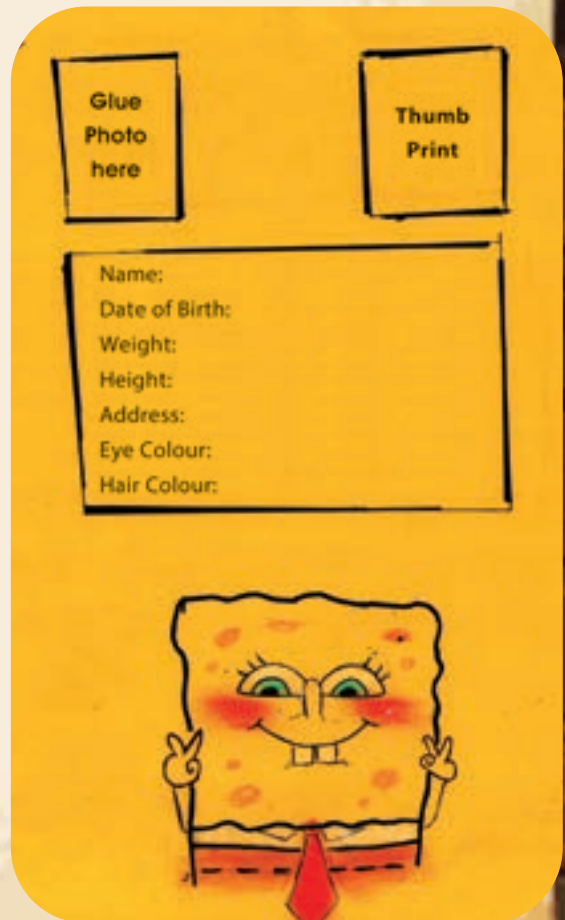 Glue
Photo
here
Thumb
Print
Name:
Date of Birth:
Weight:
Height:
Address:
Eye Colour:
Hair Colour: